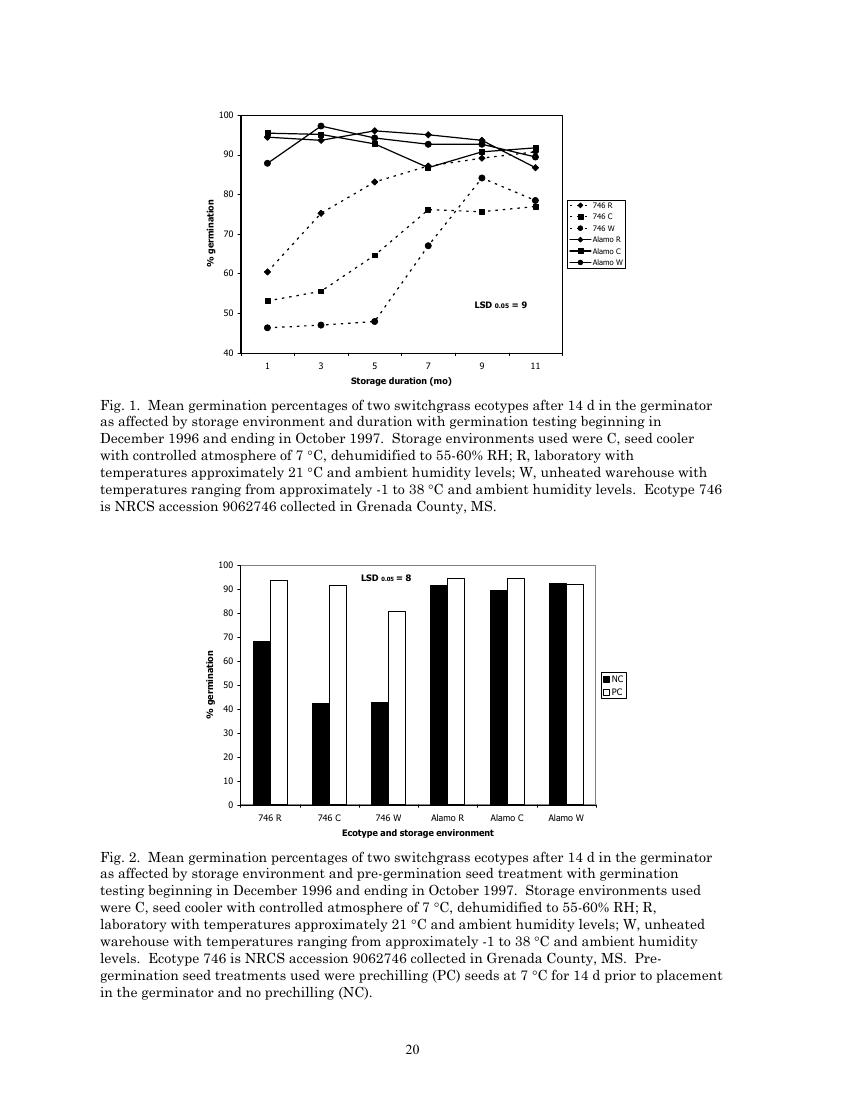 100
90
80
70
60
50
40
% germination
1 3 5 7 9 11
Storage duration (mo)
LSD 0.05 = 9
746 R
746 C
746 W
Alamo R
Alamo C
Alamo W
Fig. 1. Mean germination percentages of two switchgrass ecotypes after 14 d in the germinator
as affected by storage environment and duration with germination testing beginning in
December 1996 and ending in October 1997. Storage environments used were C, seed cooler
with controlled atmosphere of 7 °C, dehumidified to 55-60% RH; R, laboratory with
temperatures approximately 21 °C and ambient humidity levels; W, unheated warehouse with
temperatures ranging from approximately -1 to 38 °C and ambient humidity levels. Ecotype 746
is NRCS accession 9062746 collected in Grenada County, MS.
100
90
80
70
60
50
40
30
20
10
0
% germination
LSD 0.05 = 8
746 R 746 C 746 W Alamo R Alamo C Alamo W
Ecotype and storage environment
NC
PC
Fig. 2. Mean germination percentages of two switchgrass ecotypes after 14 d in the germinator
as affected by storage environment and pre-germination seed treatment with germination
testing beginning in December 1996 and ending in October 1997. Storage environments used
were C, seed cooler with controlled atmosphere of 7 °C, dehumidified to 55-60% RH; R,
laboratory with temperatures approximately 21 °C and ambient humidity levels; W, unheated
warehouse with temperatures ranging from approximately -1 to 38 °C and ambient humidity
levels. Ecotype 746 is NRCS accession 9062746 collected in Grenada County, MS. Pre-
germination seed treatments used were prechilling (PC) seeds at 7 °C for 14 d prior to placement
in the germinator and no prechilling (NC).
20